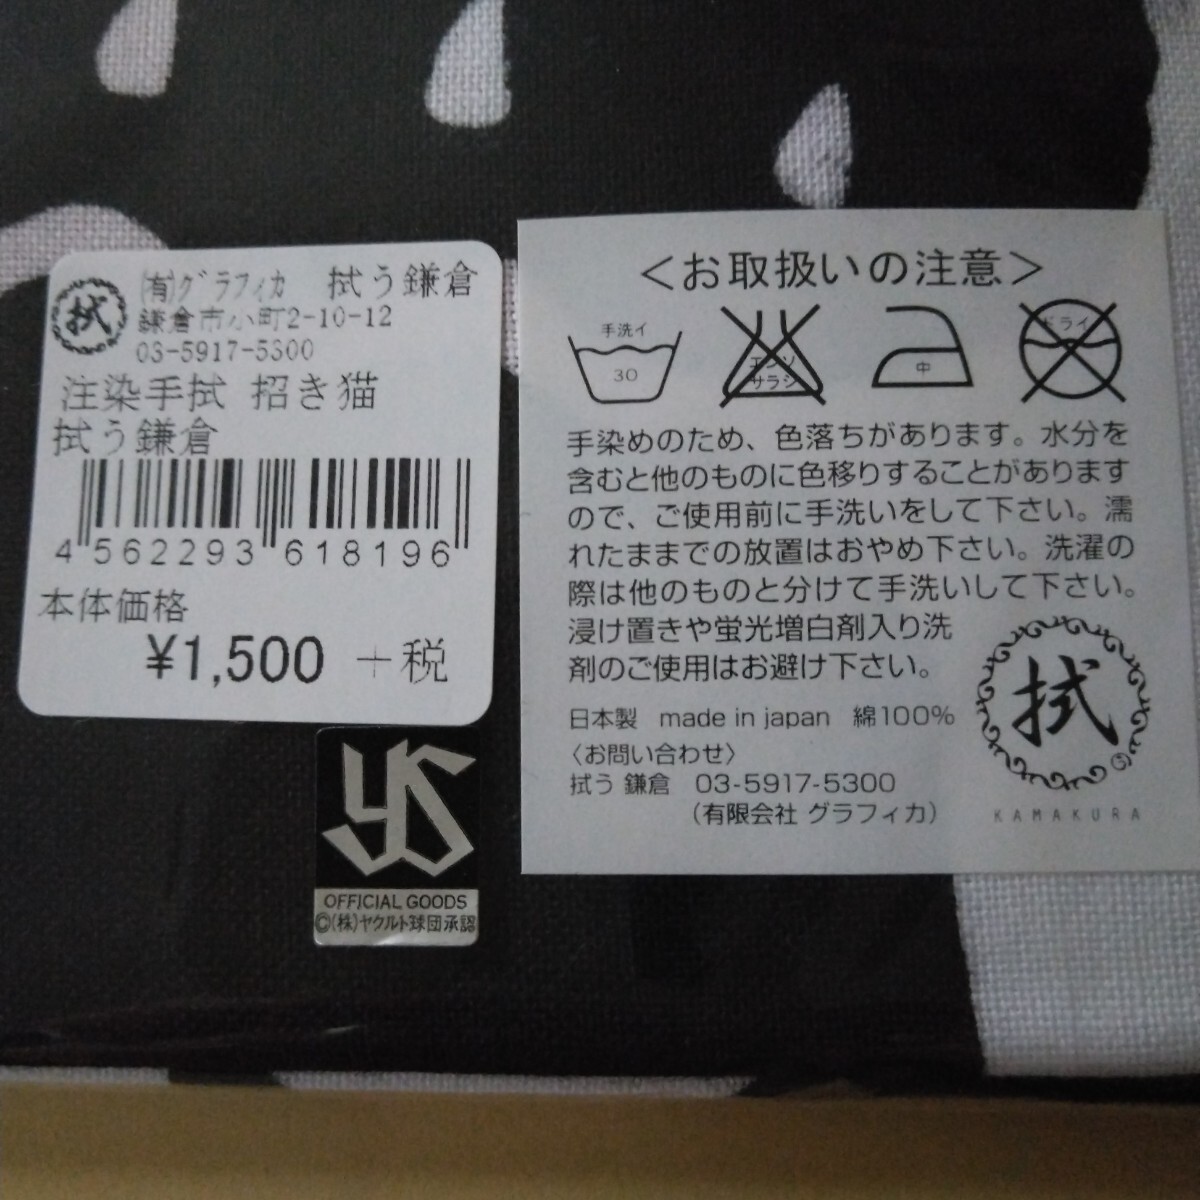 拭
(有)グラフィカ 拭う鎌倉
鎌倉市小町2-10-12
03-5917-5300
注染手拭 招き猫
拭う鎌倉
4 562293 618196
本体価格
¥1,500 +税
YS
OFFICIAL GOODS
©(株)ヤクルト球団承認
＜お取扱いの注意＞
手洗イ
30
エンソ
サラシ
中
ドライ
手染めのため、色落ちがあります。水分を
含むと他のものに色移りすることがあります
ので、ご使用前に手洗いをして下さい。濡
れたままでの放置はおやめ下さい。洗濯の
際は他のものと分けて手洗いして下さい。
浸け置きや蛍光増白剤入り洗
剤のご使用はお避け下さい。
日本製 made in japan 綿100%
〈お問い合わせ〉
拭う 鎌倉 03-5917-5300
（有限会社 グラフィカ）
拭
KAMAKURA